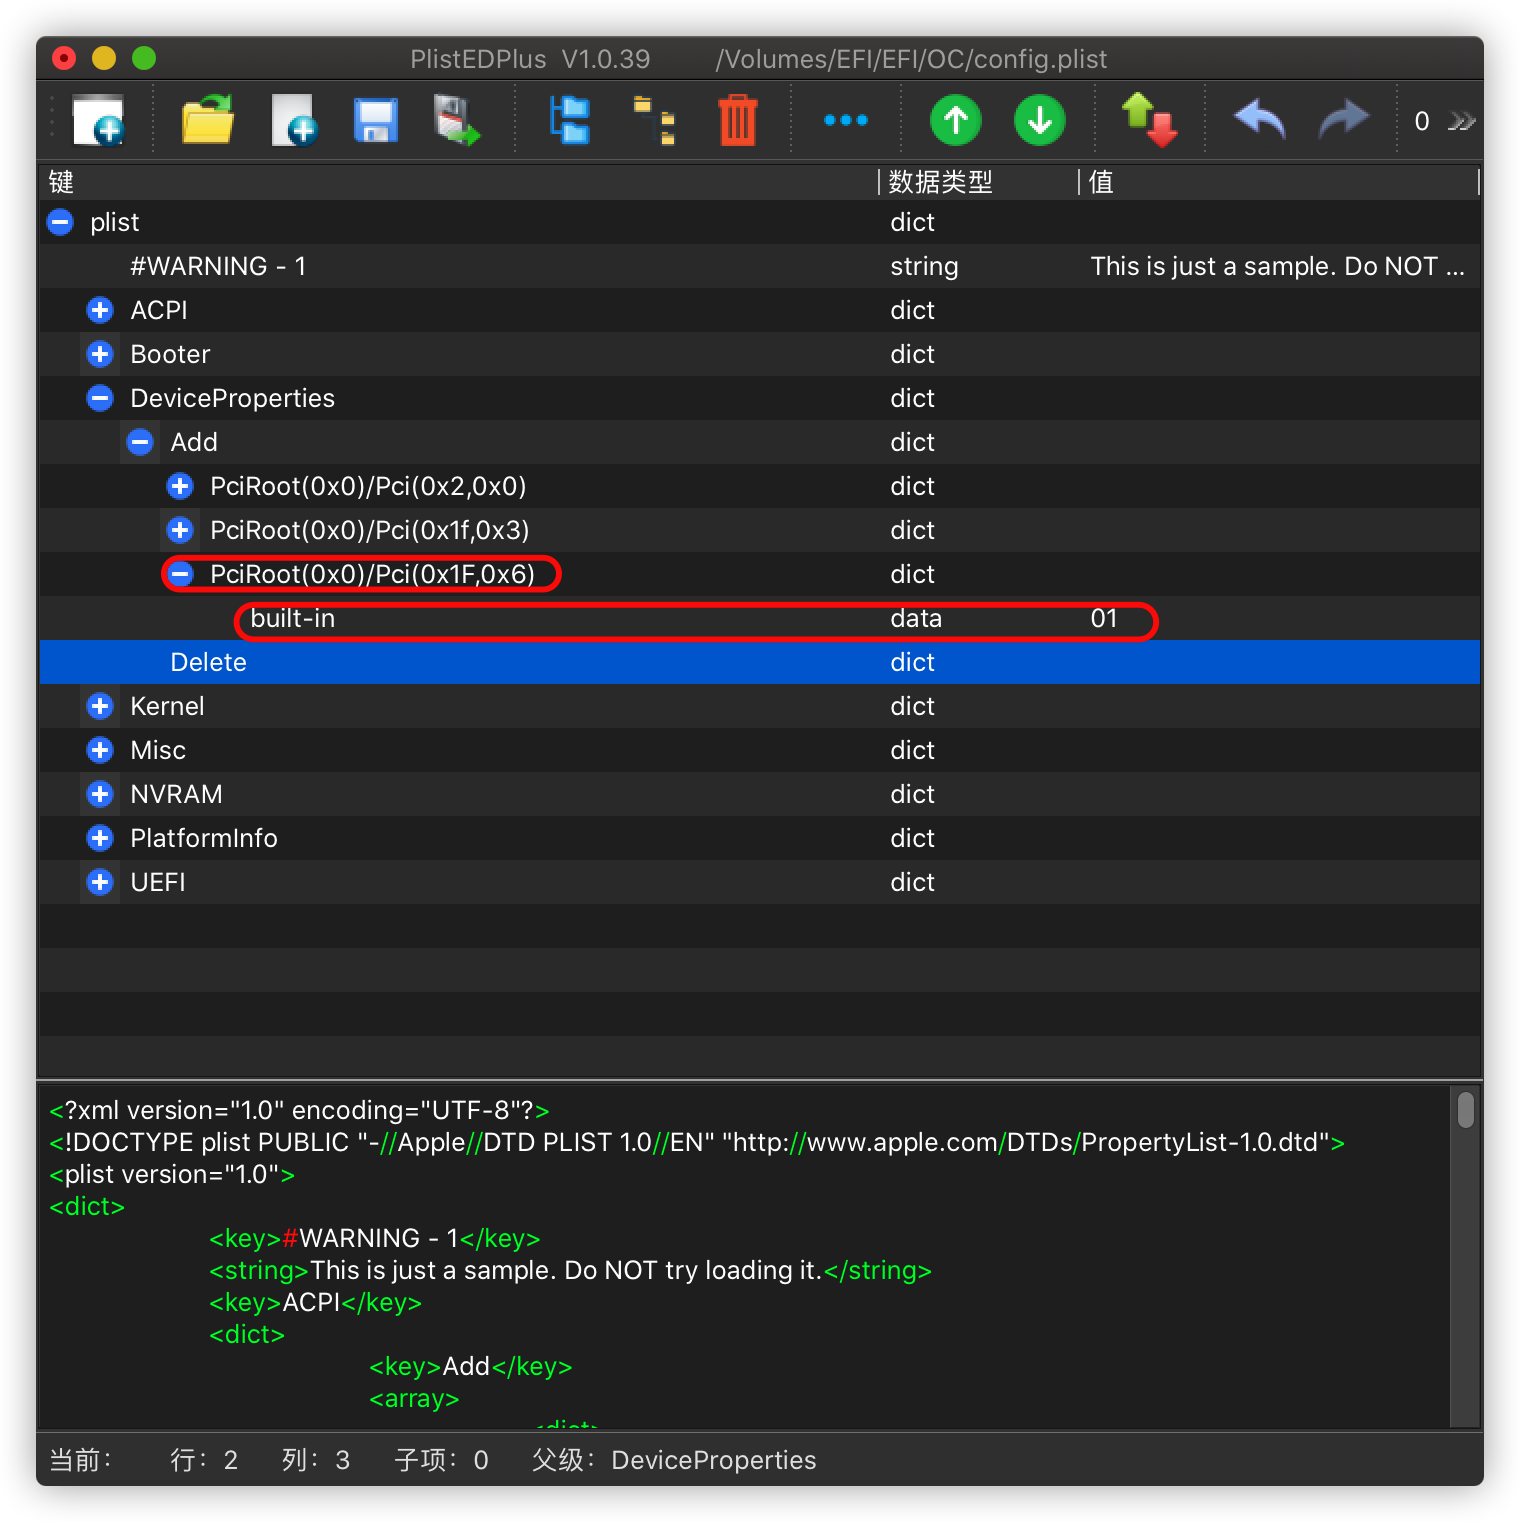 PlistEDPlus V1.0.39 /Volumes/EFI/EFI/OC/config.plist
0
键 数据类型 值
plist dict
#WARNING - 1 string This is just a sample. Do NOT ...
ACPI dict
Booter dict
DeviceProperties dict
Add dict
PciRoot(0x0)/Pci(0x2,0x0) dict
PciRoot(0x0)/Pci(0x1f,0x3) dict
PciRoot(0x0)/Pci(0x1F,0x6) dict
built-in data 01
Delete dict
Kernel dict
Misc dict
NVRAM dict
PlatformInfo dict
UEFI dict
<?xml version="1.0" encoding="UTF-8"?>
<!DOCTYPE plist PUBLIC "-//Apple//DTD PLIST 1.0//EN" "http://www.apple.com/DTDs/PropertyList-1.0.dtd">
<plist version="1.0">
<dict>
<key>#WARNING - 1</key>
<string>This is just a sample. Do NOT try loading it.</string>
<key>ACPI</key>
<dict>
<key>Add</key>
<array>
<dict>
当前： 行：2 列：3 子项：0 父级：DeviceProperties